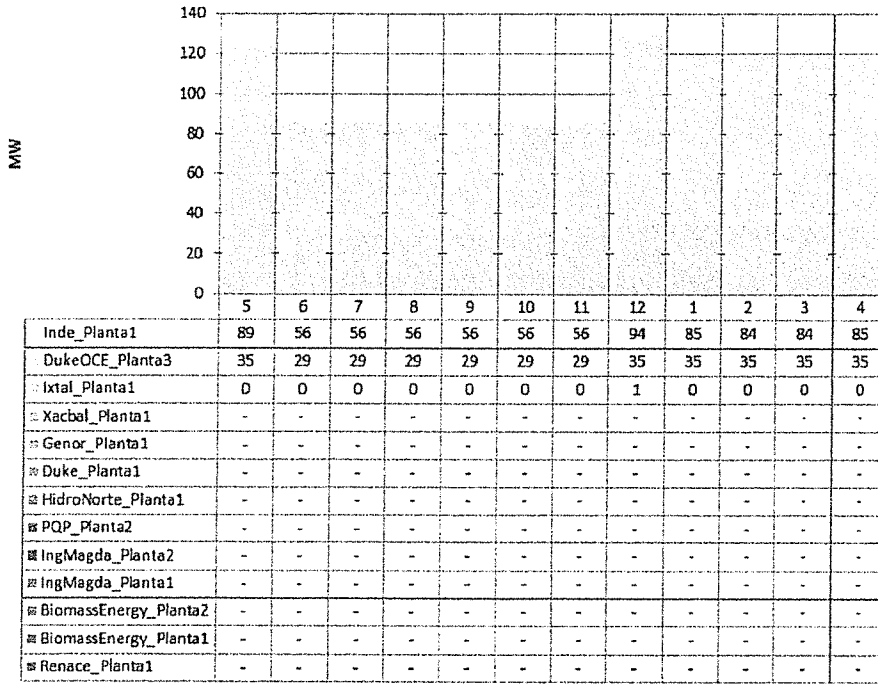 140
120
100
80
60
40
20
0
MW
5 6 7 8 9 10 11 12 1 2 3 4
Inde_Planta1 89 56 56 56 56 56 56 94 85 84 84 85
DukeOCE_Planta3 35 29 29 29 29 29 29 35 35 35 35 35
Ixtal_Planta1 0 0 0 0 0 0 0 1 0 0 0 0
Xacbal_Planta1 - - - - - - - - - - - -
Genor_Planta1 - - - - - - - - - - - -
Duke_Planta1 - - - - - - - - - - - -
HidroNorte_Planta1 - - - - - - - - - - - -
PQP_Planta2 - - - - - - - - - - - -
IngMagda_Planta2 - - - - - - - - - - - -
IngMagda_Planta1 - - - - - - - - - - - -
BiomassEnergy_Planta2 - - - - - - - - - - - -
BiomassEnergy_Planta1 - - - - - - - - - - - -
Renace_Planta1 - - - - - - - - - - - -